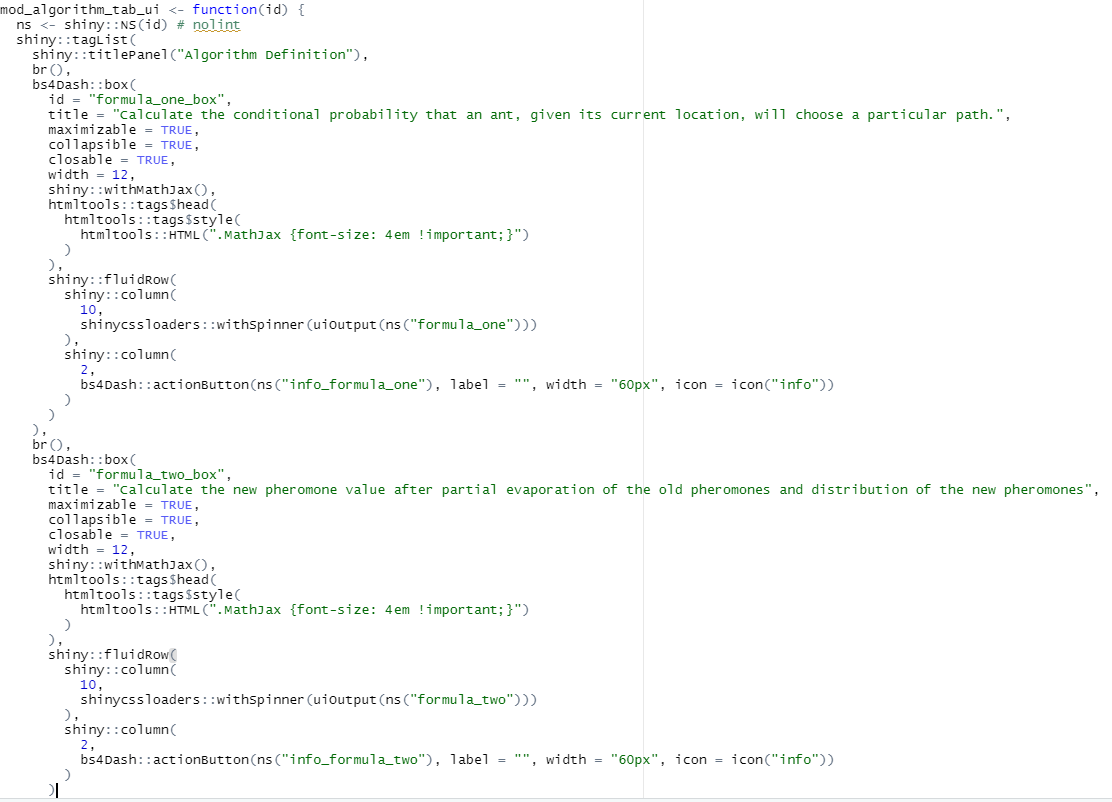 mod_algorithm_tab_ui <- function(id) {
  ns <- shiny::NS(id) # nolint
  shiny::tagList(
    shiny::titlePanel("Algorithm Definition"),
    br(),
    bs4Dash::box(
      id = "formula_one_box",
      title = "Calculate the conditional probability that an ant, given its current location, will choose a particular path.",
      maximizable = TRUE,
      collapsible = TRUE,
      closable = TRUE,
      width = 12,
      shiny::withMathJax(),
      htmltools::tags$head(
        htmltools::tags$style(
          htmltools::HTML(".MathJax {font-size: 4em !important;}")
        )
      ),
      shiny::fluidRow(
        shiny::column(
          10,
          shinycssloaders::withSpinner(uiOutput(ns("formula_one")))
        ),
        shiny::column(
          2,
          bs4Dash::actionButton(ns("info_formula_one"), label = "", width = "60px", icon = icon("info"))
        )
      )
    ),
    br(),
    bs4Dash::box(
      id = "formula_two_box",
      title = "Calculate the new pheromone value after partial evaporation of the old pheromones and distribution of the new pheromones",
      maximizable = TRUE,
      collapsible = TRUE,
      closable = TRUE,
      width = 12,
      shiny::withMathJax(),
      htmltools::tags$head(
        htmltools::tags$style(
          htmltools::HTML(".MathJax {font-size: 4em !important;}")
        )
      ),
      shiny::fluidRow(
        shiny::column(
          10,
          shinycssloaders::withSpinner(uiOutput(ns("formula_two")))
        ),
        shiny::column(
          2,
          bs4Dash::actionButton(ns("info_formula_two"), label = "", width = "60px", icon = icon("info"))
        )
      )